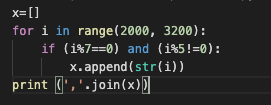 x=[]
for i in range(2000, 3200):
    if (i%7==0) and (i%5!=0):
        x.append(str(i))
print (','.join(x))